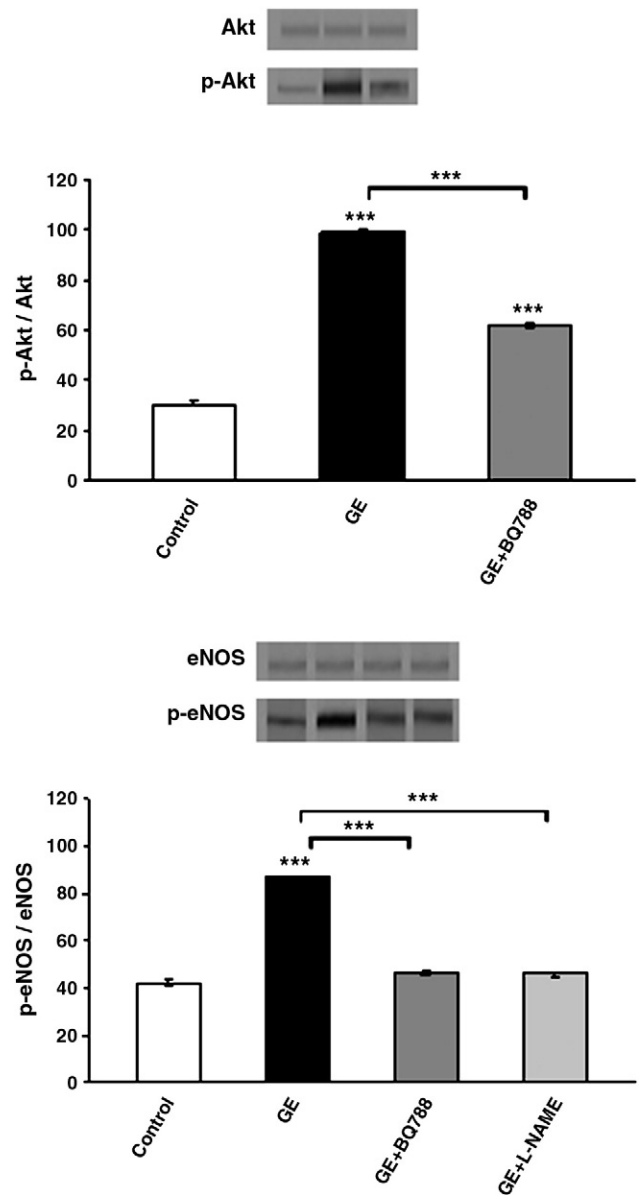 Akt
p-Akt
120
100
80
60
40
20
0
p-Akt / Akt
***
***
***
Control
GE
GE+BQ788
eNOS
p-eNOS
120
100
80
60
40
20
0
p-eNOS / eNOS
***
***
***
Control
GE
GE+BQ788
GE+L-NAME